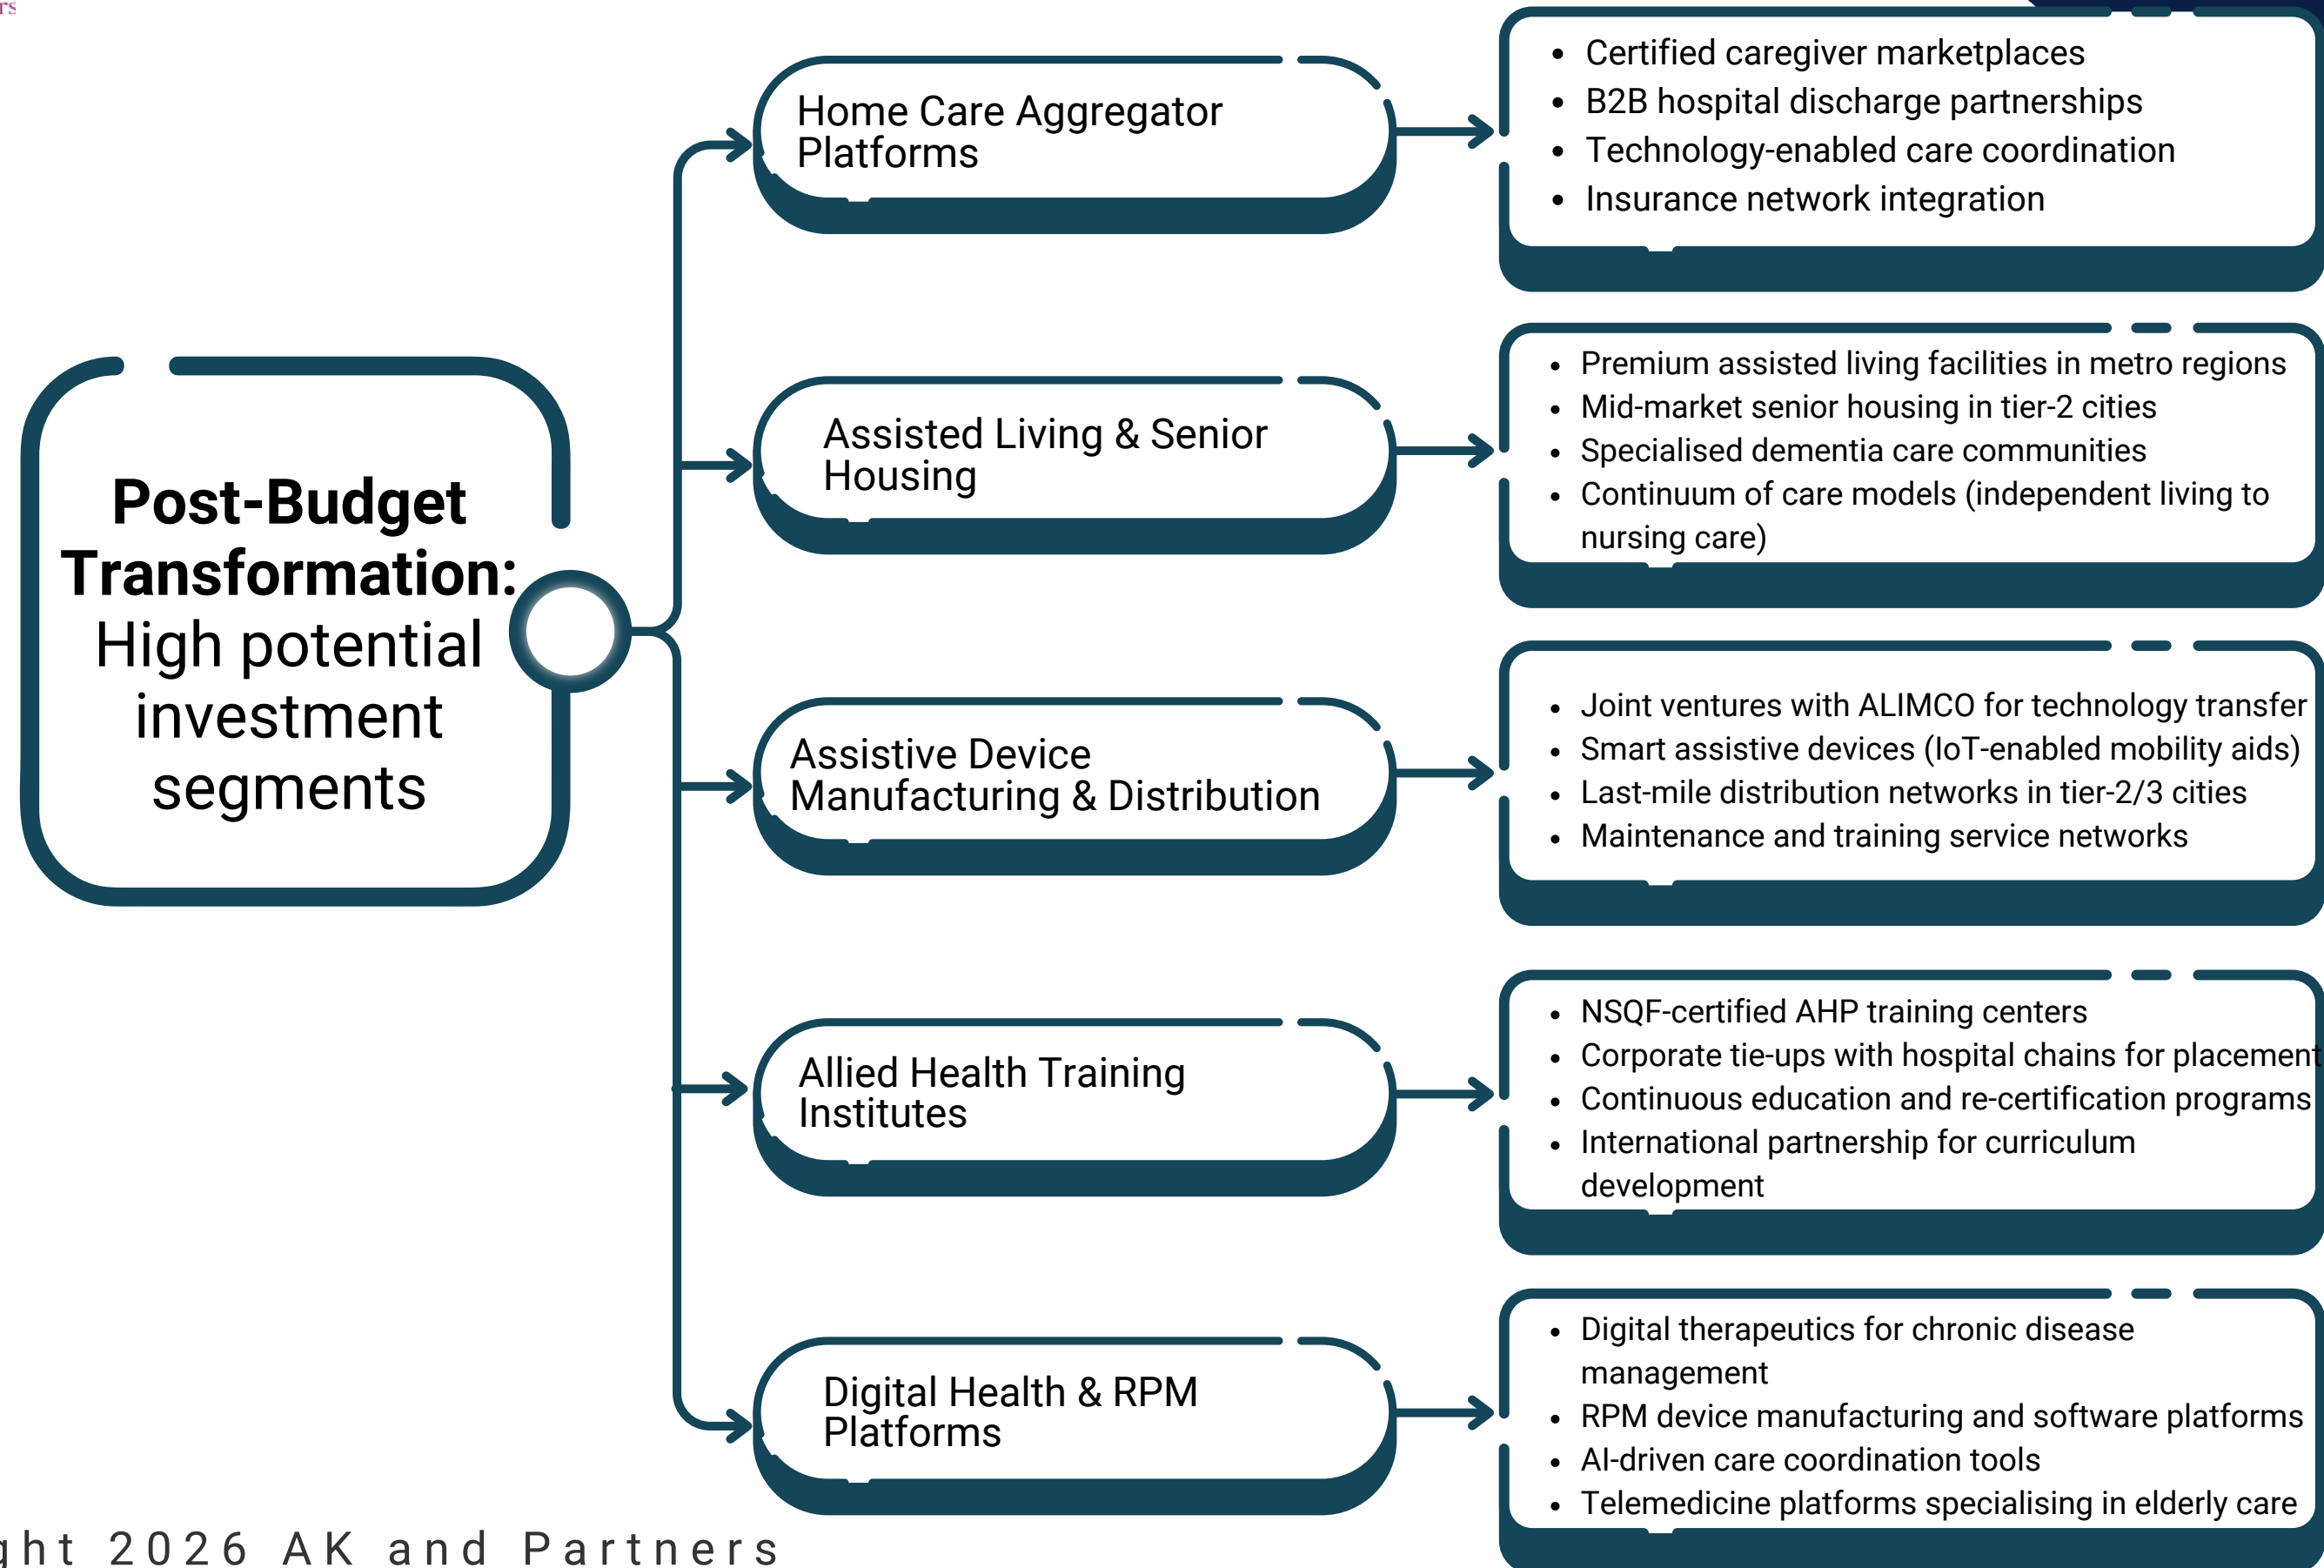 Post-Budget
Transformation:
High potential
investment
segments
Home Care Aggregator
Platforms
• Certified caregiver marketplaces
• B2B hospital discharge partnerships
• Technology-enabled care coordination
• Insurance network integration
Assisted Living & Senior
Housing
• Premium assisted living facilities in metro regions
• Mid-market senior housing in tier-2 cities
• Specialised dementia care communities
• Continuum of care models (independent living to
nursing care)
Assistive Device
Manufacturing & Distribution
• Joint ventures with ALIMCO for technology transfer
• Smart assistive devices (IoT-enabled mobility aids)
• Last-mile distribution networks in tier-2/3 cities
• Maintenance and training service networks
Allied Health Training
Institutes
• NSQF-certified AHP training centers
• Corporate tie-ups with hospital chains for placement
• Continuous education and re-certification programs
• International partnership for curriculum
development
Digital Health & RPM
Platforms
• Digital therapeutics for chronic disease
management
• RPM device manufacturing and software platforms
• AI-driven care coordination tools
• Telemedicine platforms specialising in elderly care
2026 AK and Partners